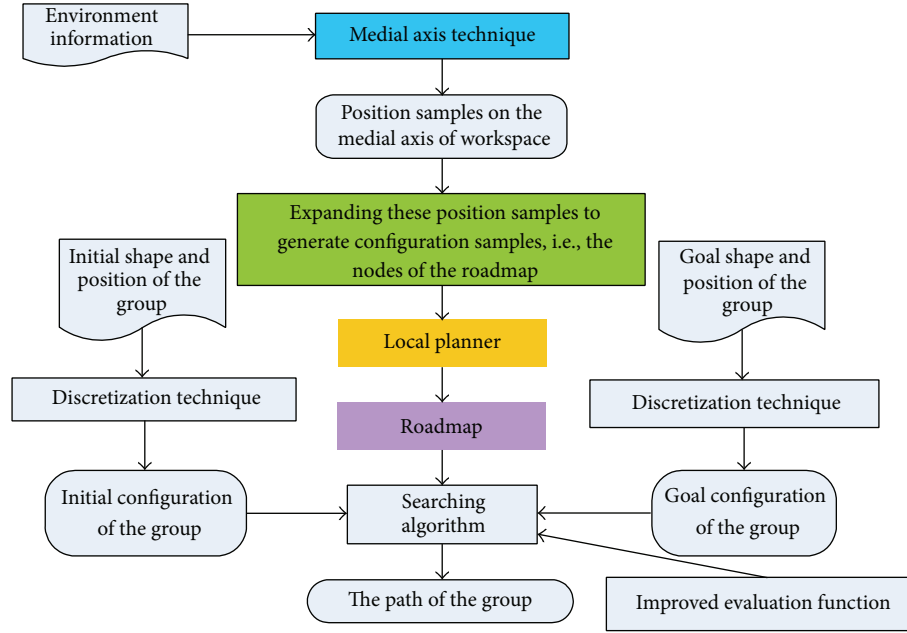 Environment
information
Medial axis technique
Position samples on the
medial axis of workspace
Expanding these position samples to
generate configuration samples, i.e., the
nodes of the roadmap
Initial shape and
position of the
group
Goal shape and
position of the
group
Local planner
Discretization technique
Discretization technique
Roadmap
Initial configuration
of the group
Searching
algorithm
Goal configuration
of the group
The path of the group
Improved evaluation function